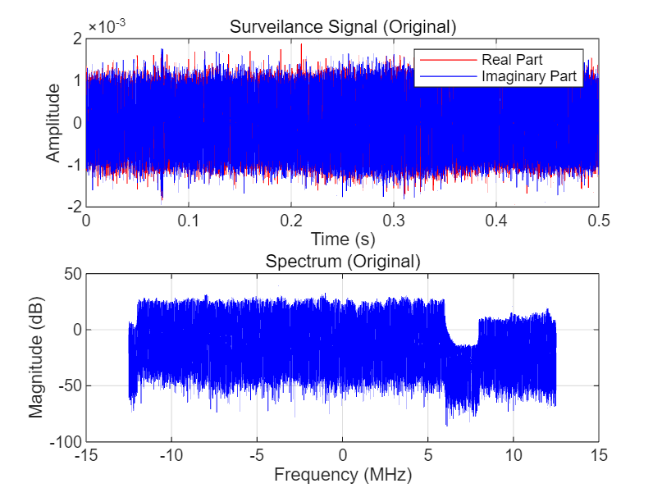 Surveilance Signal (Original)
×10-3
2
1
0
-1
-2
Amplitude
Real Part
Imaginary Part
0 0.1 0.2 0.3 0.4 0.5
Time (s)
Spectrum (Original)
50
0
-50
-100
Magnitude (dB)
-15 -10 -5 0 5 10 15
Frequency (MHz)